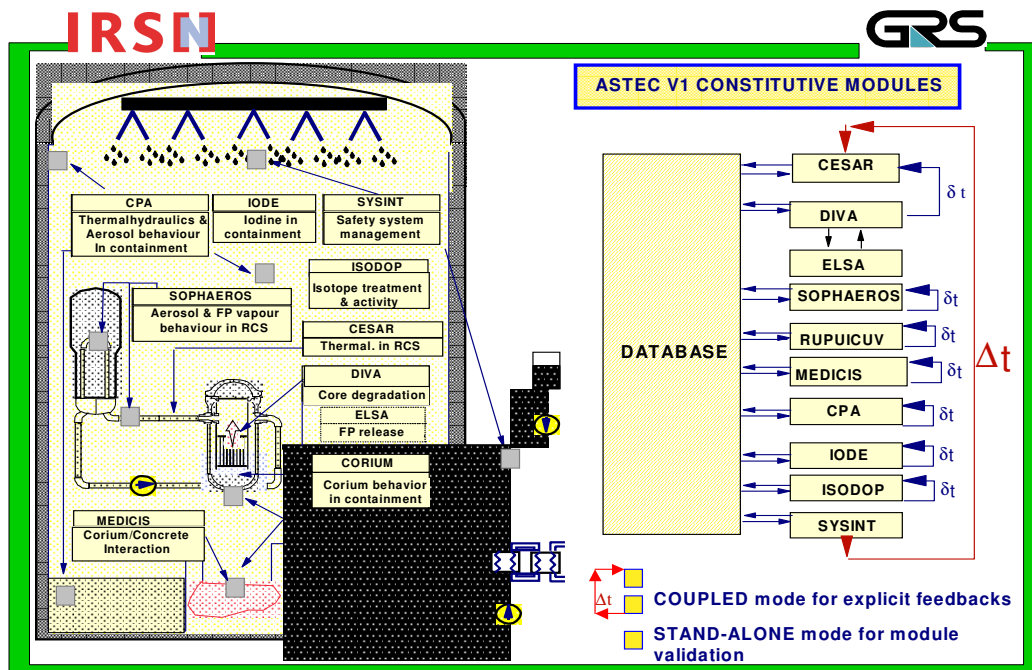 IRSN
GRS
ASTEC V1 CONSTITUTIVE MODULES
CPA
Thermalhydraulics &
Aerosol behaviour
In containment
IODE
Iodine in
containment
SYSINT
Safety system
management
ISODOP
Isotope treatment
& activity
SOPHAEROS
Aerosol & FP vapour
behaviour in RCS
CESAR
Thermal. in RCS
DIVA
Core degradation
ELSA
FP release
CORIUM
Corium behavior
in containment
MEDICIS
Corium/Concrete
Interaction
DATABASE
CESAR
δ t
DIVA
ELSA
SOPHAEROS
δt
RUPUICUV
δt
MEDICIS
δt
CPA
δt
IODE
δt
ISODOP
δt
SYSINT
Δt
Δt
COUPLED mode for explicit feedbacks
STAND-ALONE mode for module
validation